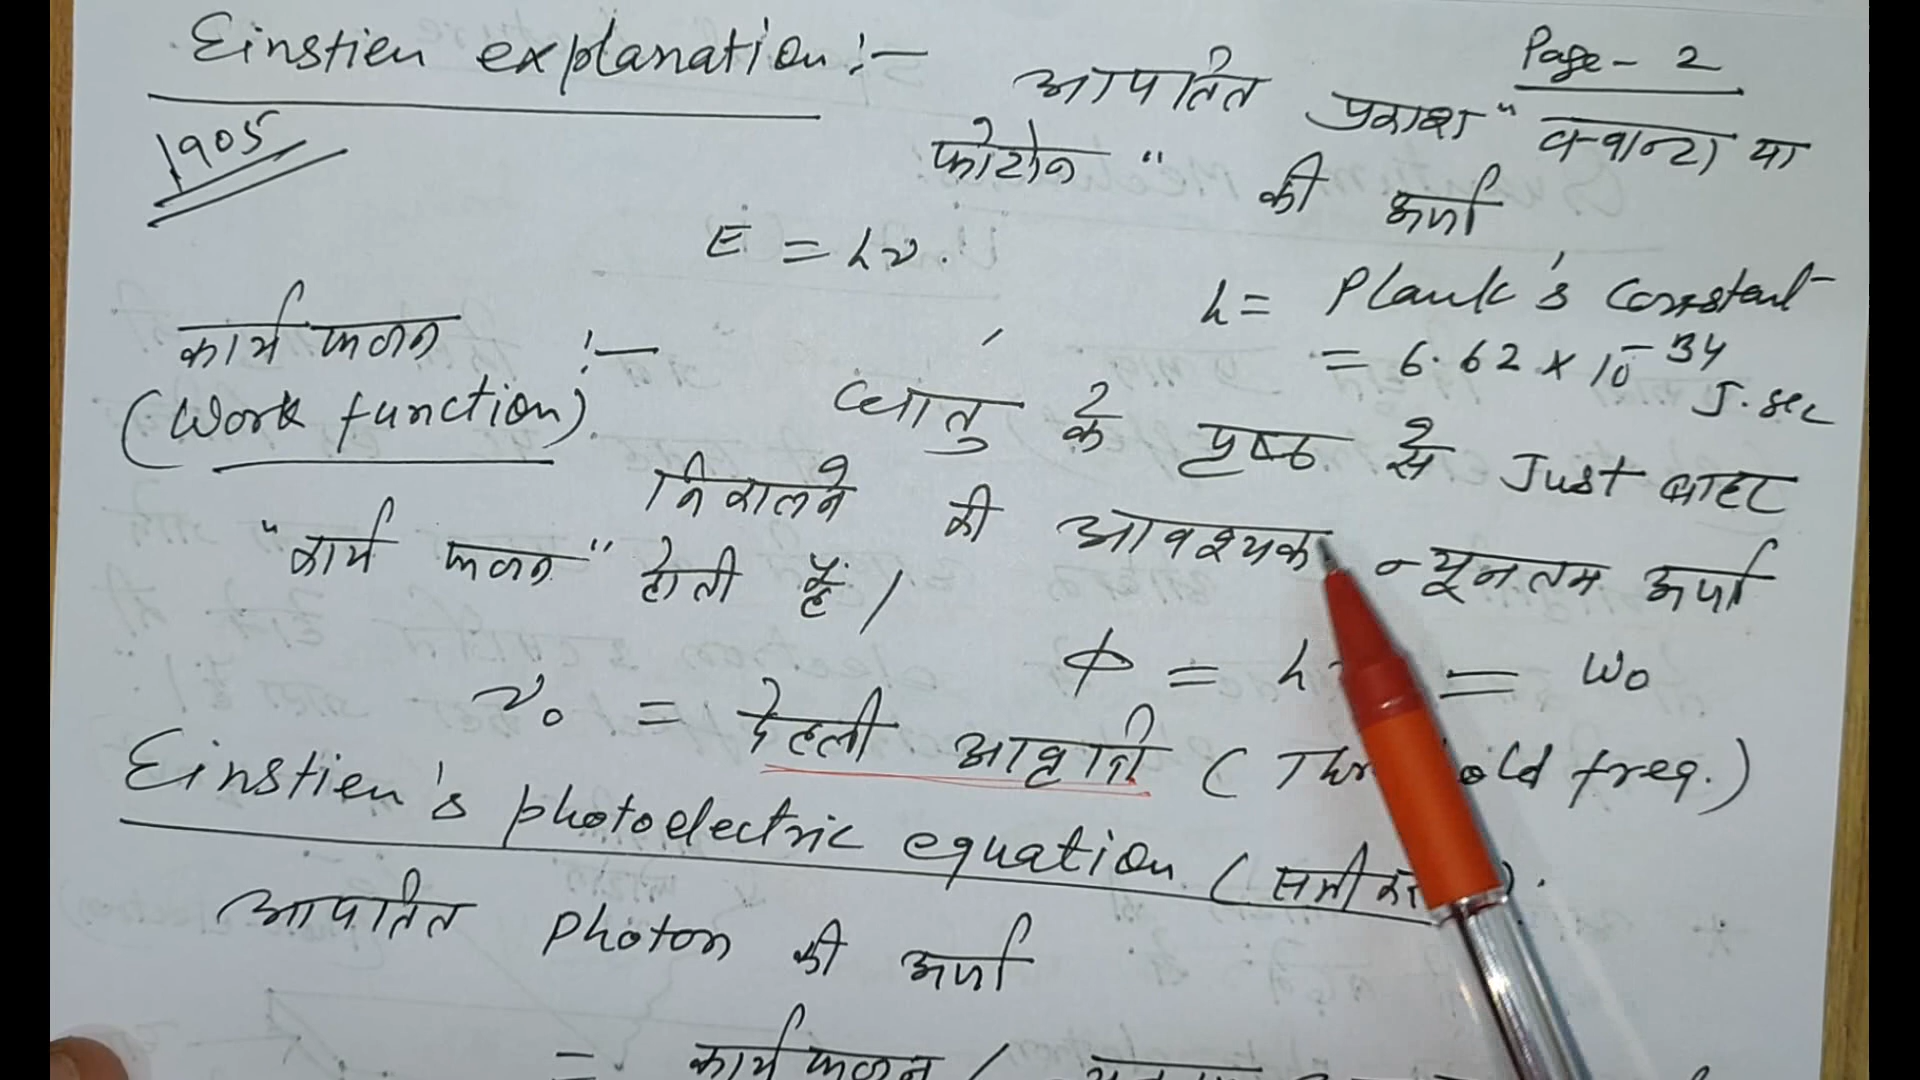 Page - 2
Einstien explanation :-
1905
आपतित प्रकाश "क्वान्टा या
फोटोन" की ऊर्जा
E = hν.
h = Plank's Constant
= 6.62 x 10^-34 J. sec
कार्य फलन :-
(Work function)
धातु के पृष्ठ से Just बाहर
निकालने की आवश्यक न्यूनतम ऊर्जा
"कार्य फलन" होती है।
ϕ = h = W₀
ν₀ = देहली आवृति ( Thr old freq.)
Einstien's photoelectric equation ( समीक ).
आपतित Photon की ऊर्जा
= कार्य फलन